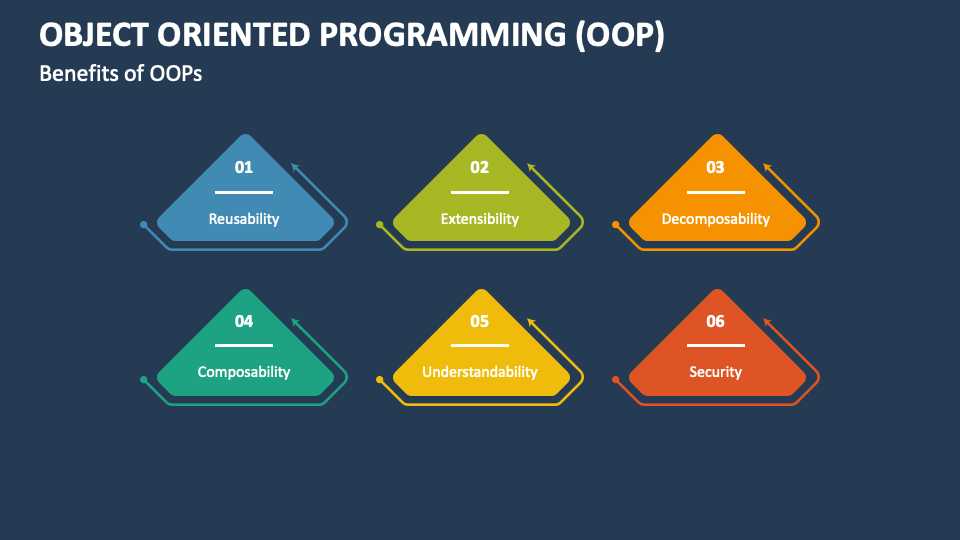 OBJECT ORIENTED PROGRAMMING (OOP)
Benefits of OOPs
01
Reusability
02
Extensibility
03
Decomposability
04
Composability
05
Understandability
06
Security